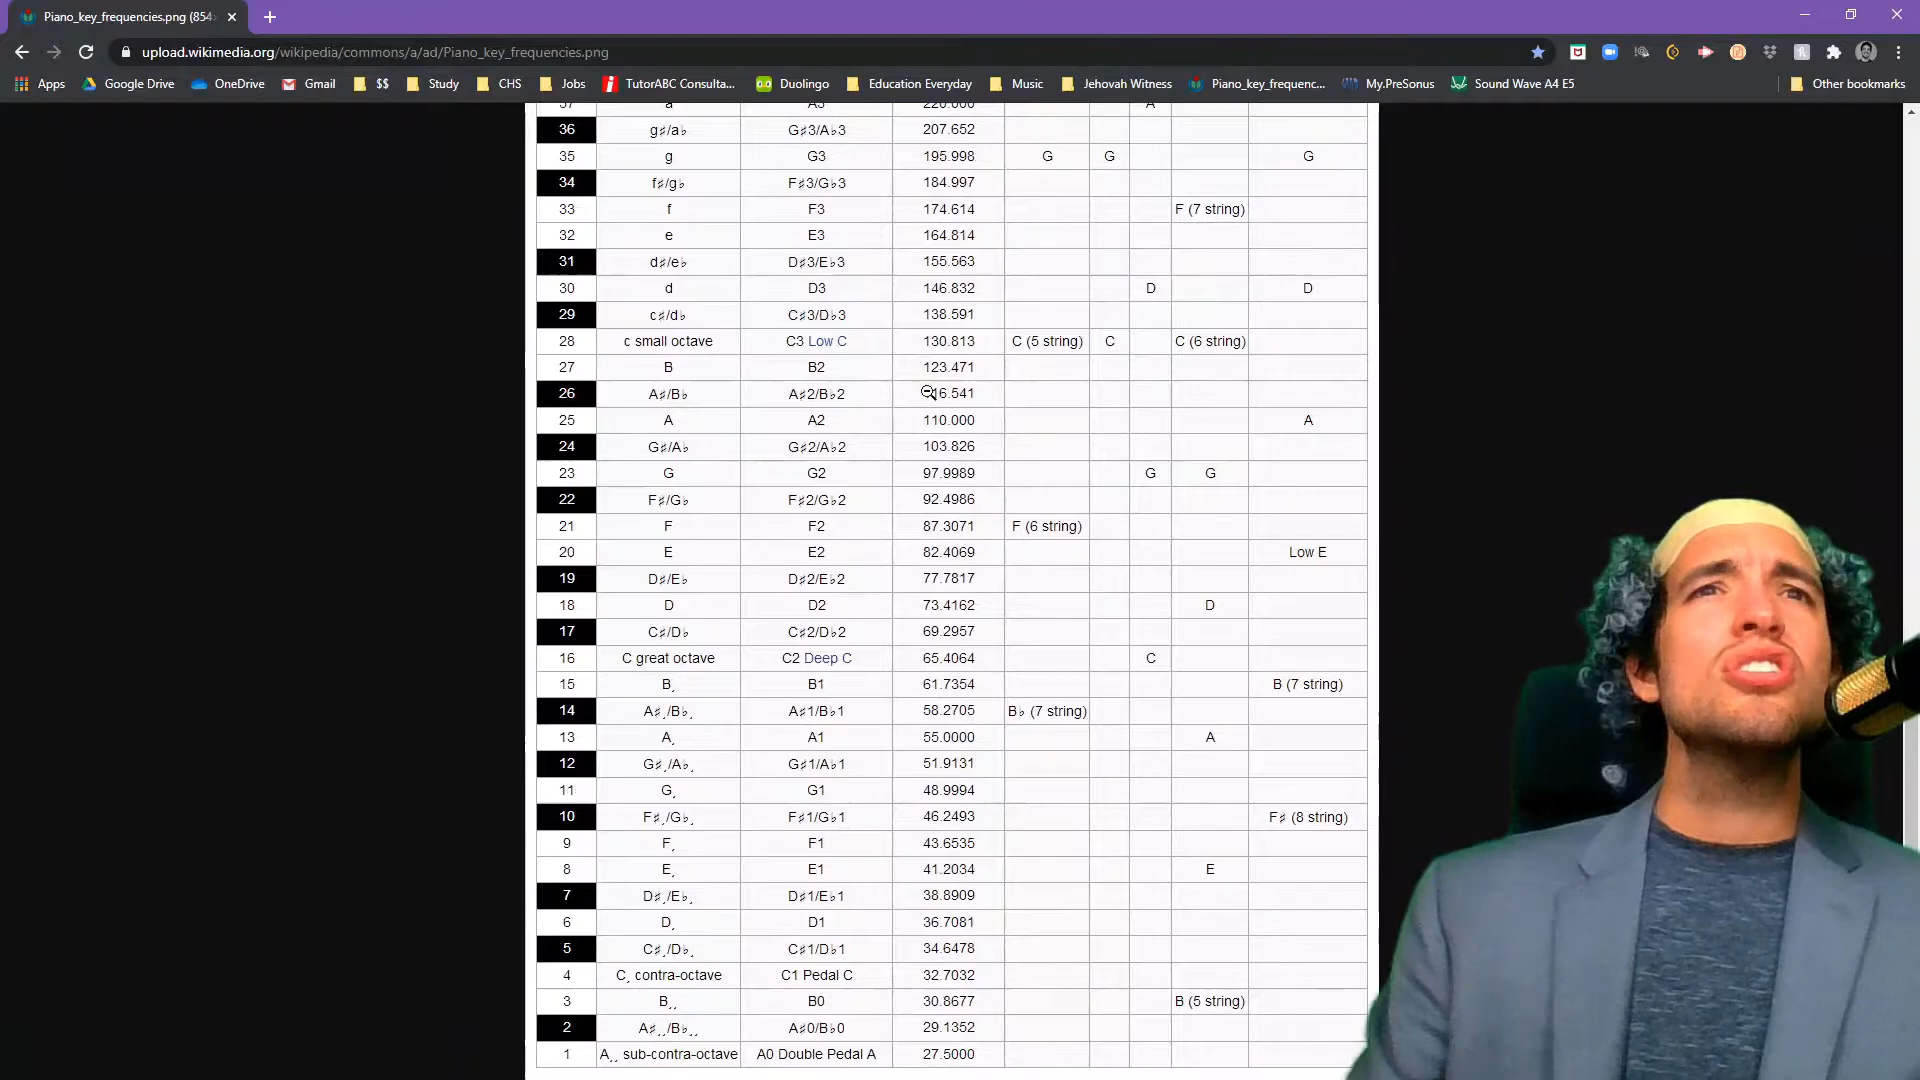 Piano_key_frequencies.png (854
upload.wikimedia.org/wikipedia/commons/a/ad/Piano_key_frequencies.png
Apps Google Drive OneDrive Gmail $$ Study CHS Jobs TutorABC Consulta... Duolingo Education Everyday Music Jehovah Witness Piano_key_frequenc... My.PreSonus Sound Wave A4 E5 Other bookmarks
37 a A3 220.000 A
36 g♯/a♭ G♯3/A♭3 207.652
35 g G3 195.998 G G G
34 f♯/g♭ F♯3/G♭3 184.997
33 f F3 174.614 F (7 string)
32 e E3 164.814
31 d♯/e♭ D♯3/E♭3 155.563
30 d D3 146.832 D D
29 c♯/d♭ C♯3/D♭3 138.591
28 c small octave C3 Low C 130.813 C (5 string) C C (6 string)
27 B B2 123.471
26 A♯/B♭ A♯2/B♭2 16.541
25 A A2 110.000 A
24 G♯/A♭ G♯2/A♭2 103.826
23 G G2 97.9989 G G
22 F♯/G♭ F♯2/G♭2 92.4986
21 F F2 87.3071 F (6 string)
20 E E2 82.4069 Low E
19 D♯/E♭ D♯2/E♭2 77.7817
18 D D2 73.4162 D
17 C♯/D♭ C♯2/D♭2 69.2957
16 C great octave C2 Deep C 65.4064 C
15 B͵ B1 61.7354 B (7 string)
14 A♯͵/B♭͵ A♯1/B♭1 58.2705 B♭ (7 string)
13 A͵ A1 55.0000 A
12 G♯͵/A♭͵ G♯1/A♭1 51.9131
11 G͵ G1 48.9994
10 F♯͵/G♭͵ F♯1/G♭1 46.2493 F♯ (8 string)
9 F͵ F1 43.6535
8 E͵ E1 41.2034 E
7 D♯͵/E♭͵ D♯1/E♭1 38.8909
6 D͵ D1 36.7081
5 C♯͵/D♭͵ C♯1/D♭1 34.6478
4 C͵ contra-octave C1 Pedal C 32.7032
3 B͵͵ B0 30.8677 B (5 string)
2 A♯͵͵/B♭͵͵ A♯0/B♭0 29.1352
1 A͵͵ sub-contra-octave A0 Double Pedal A 27.5000